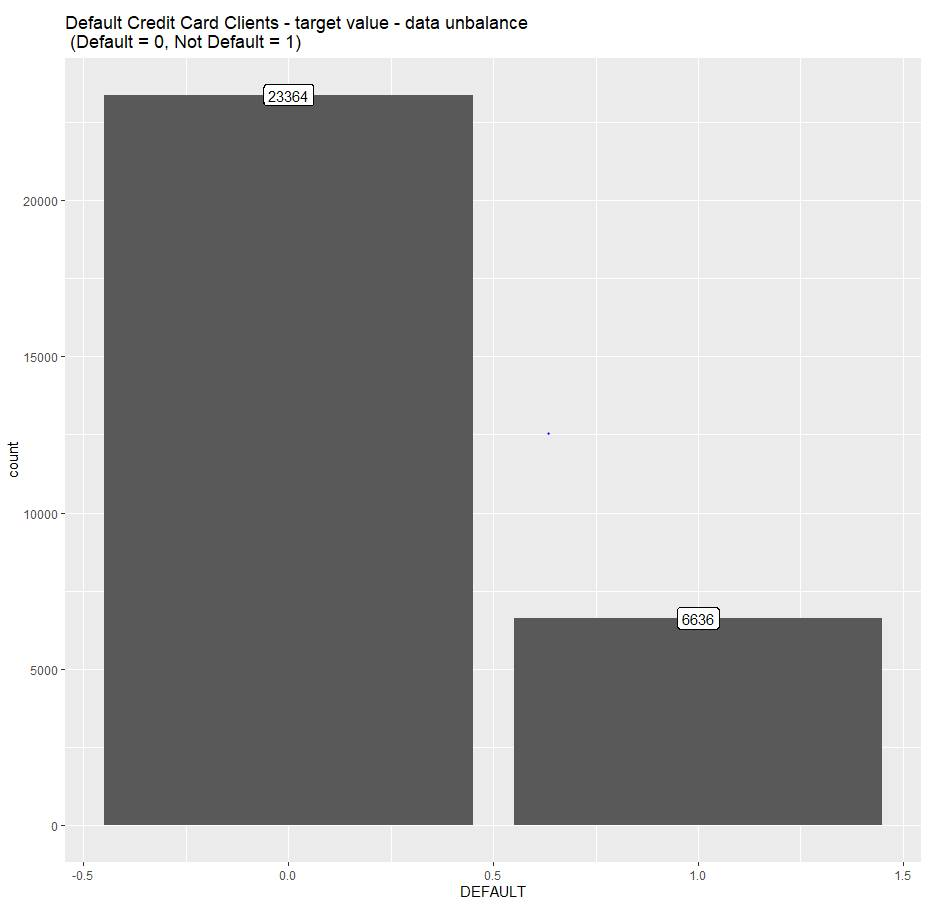 Default Credit Card Clients - target value - data unbalance
(Default = 0, Not Default = 1)
23364
20000
15000
count
10000
6636
5000
0
-0.5 0.0 0.5 1.0 1.5
DEFAULT